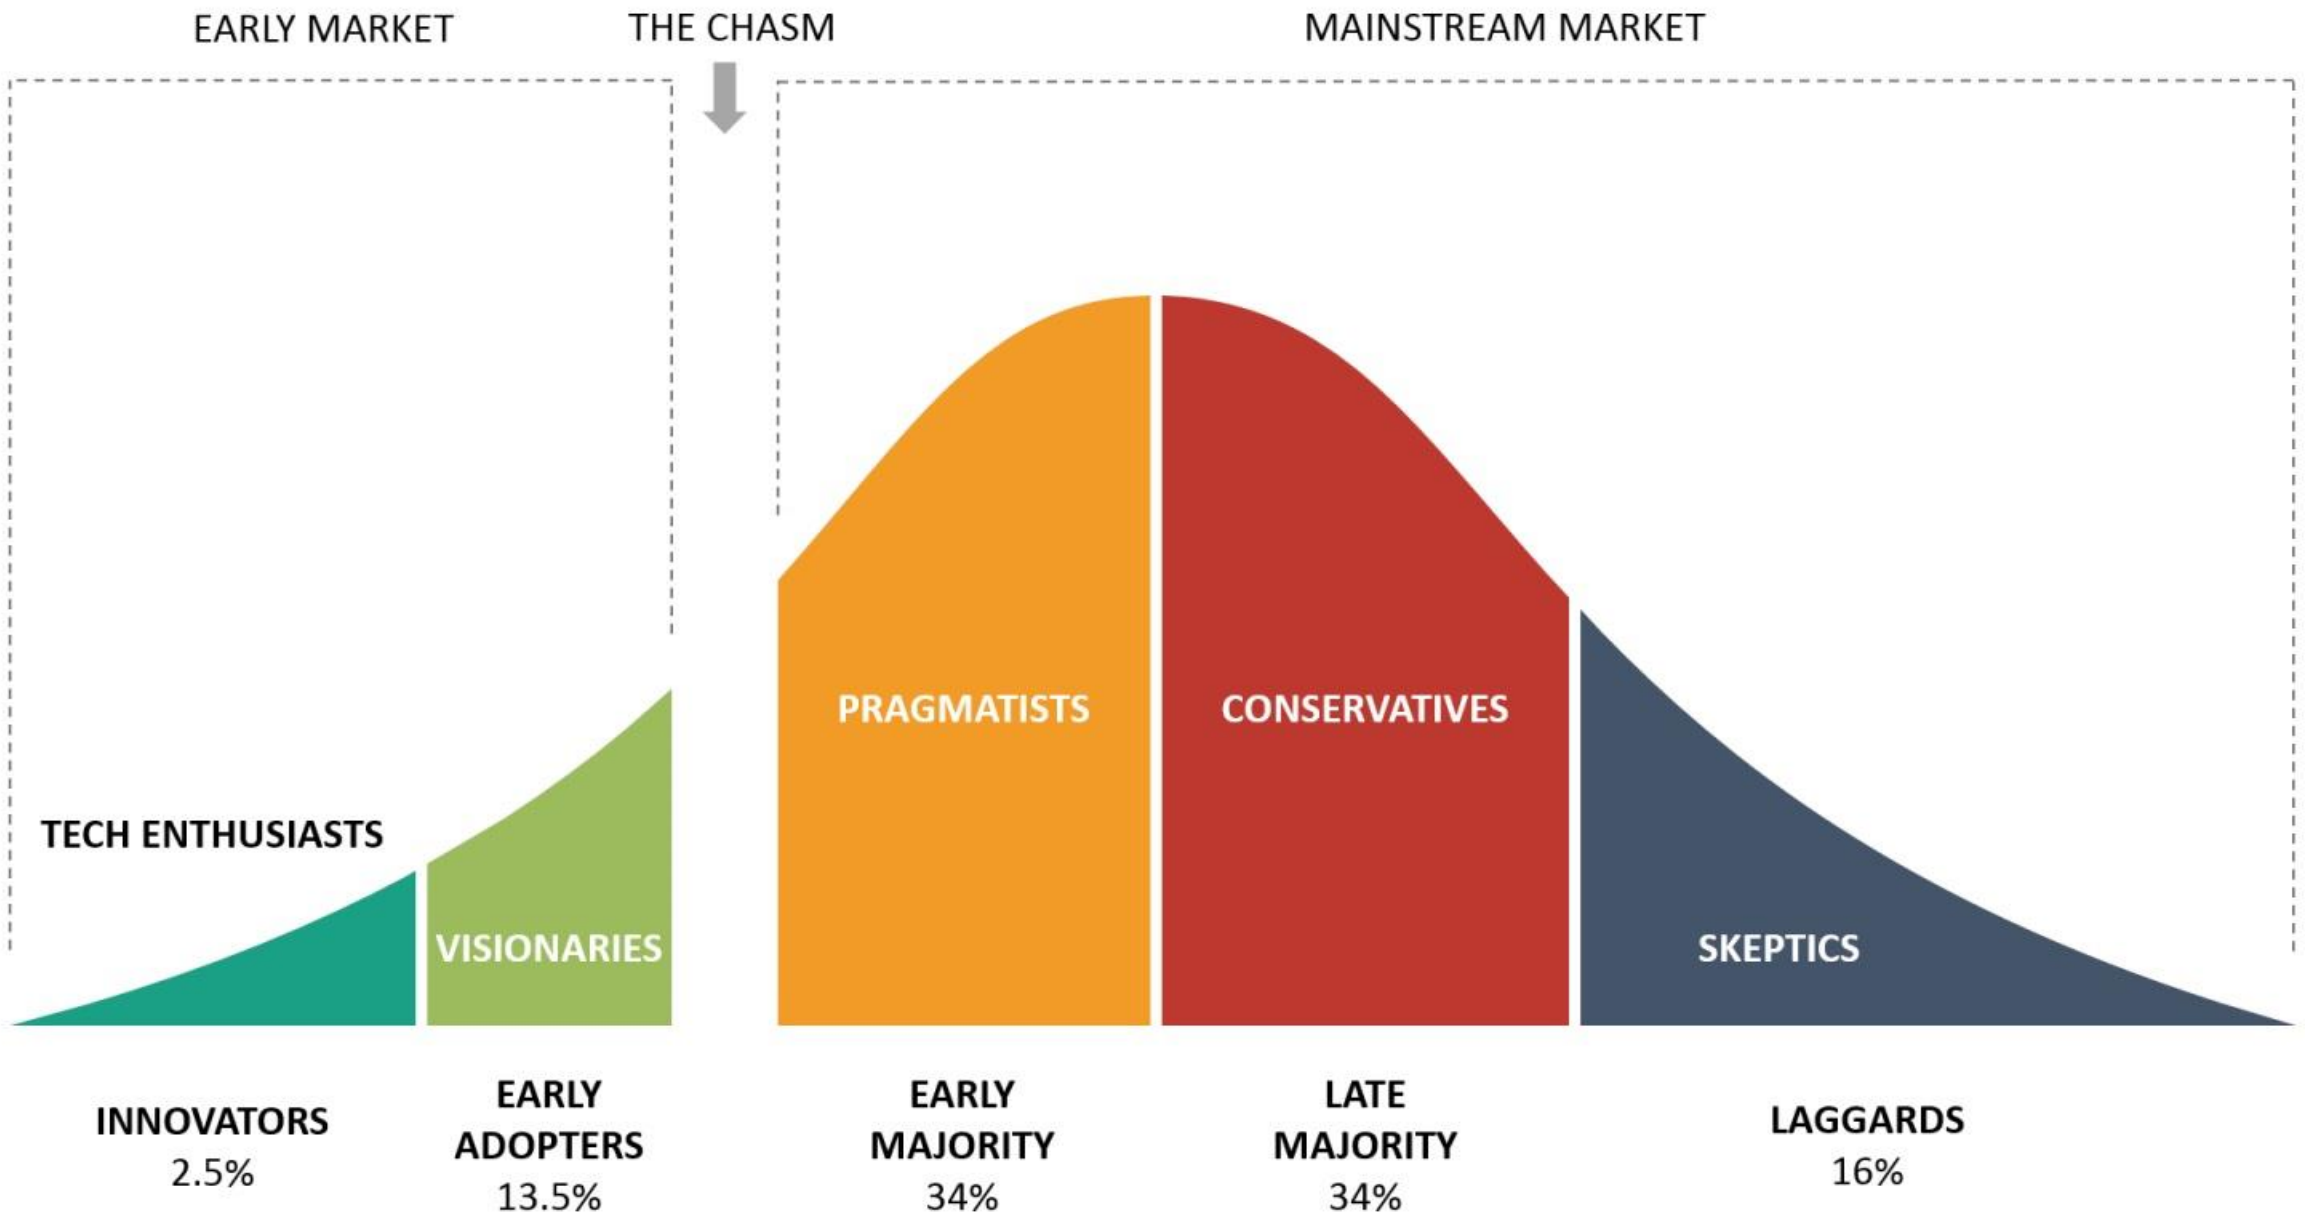 EARLY MARKET
THE CHASM
MAINSTREAM MARKET
TECH ENTHUSIASTS
VISIONARIES
PRAGMATISTS
CONSERVATIVES
SKEPTICS
INNOVATORS
2.5%
EARLY
ADOPTERS
13.5%
EARLY
MAJORITY
34%
LATE
MAJORITY
34%
LAGGARDS
16%